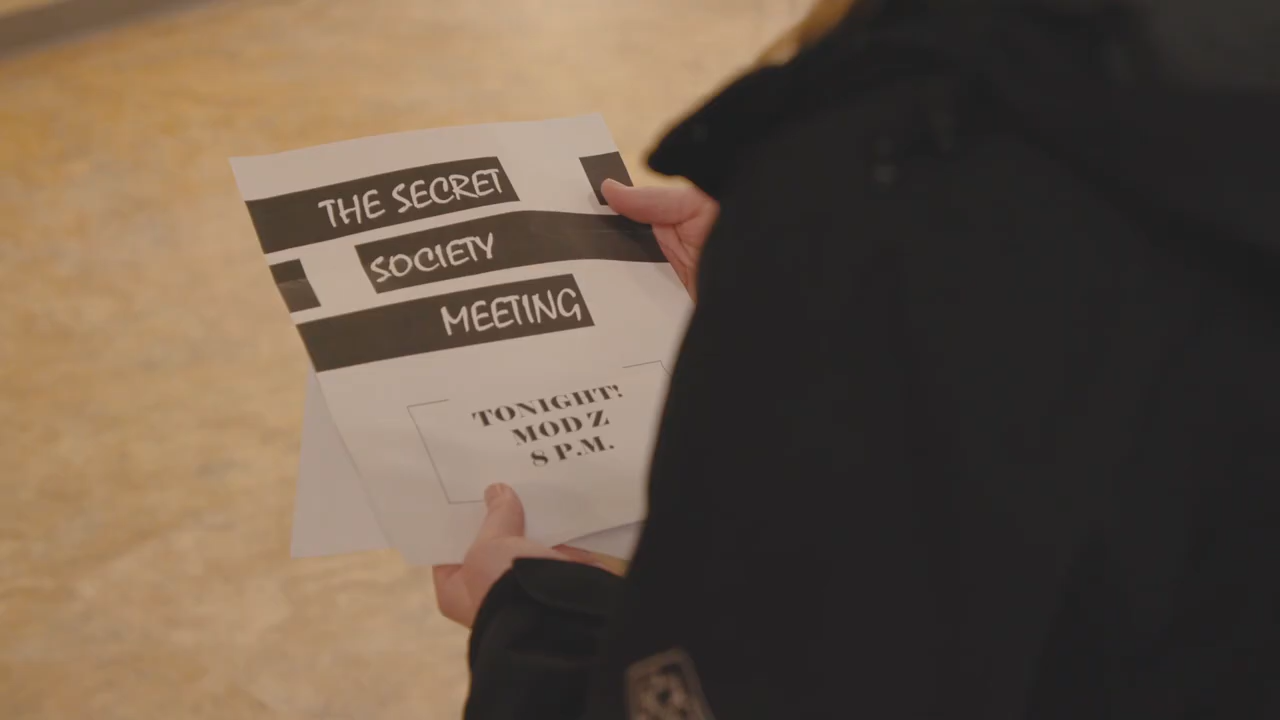 THE SECRET
SOCIETY
MEETING
TONIGHT!
MOD Z
8 P.M.